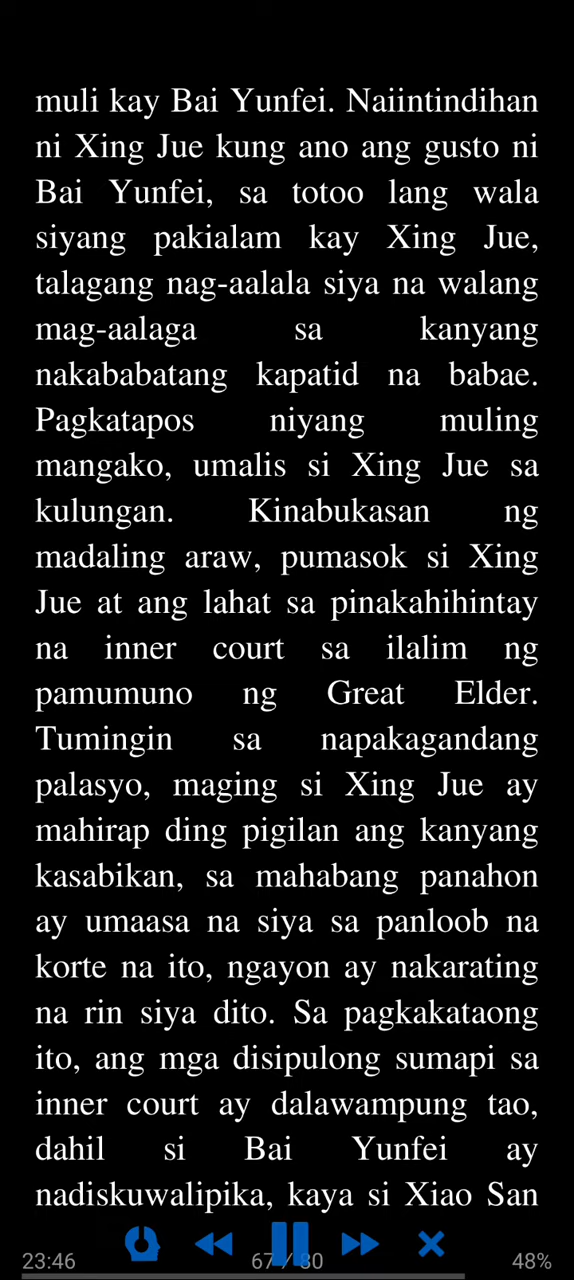 muli kay Bai Yunfei. Naiintindihan
ni Xing Jue kung ano ang gusto ni
Bai Yunfei, sa totoo lang wala
siyang pakialam kay Xing Jue,
talagang nag-aalala siya na walang
mag-aalaga sa kanyang
nakababatang kapatid na babae.
Pagkatapos niyang muling
mangako, umalis si Xing Jue sa
kulungan. Kinabukasan ng
madaling araw, pumasok si Xing
Jue at ang lahat sa pinakahihintay
na inner court sa ilalim ng
pamumuno ng Great Elder.
Tumingin sa napakagandang
palasyo, maging si Xing Jue ay
mahirap ding pigilan ang kanyang
kasabikan, sa mahabang panahon
ay umaasa na siya sa panloob na
korte na ito, ngayon ay nakarating
na rin siya dito. Sa pagkakataong
ito, ang mga disipulong sumapi sa
inner court ay dalawampung tao,
dahil si Bai Yunfei ay
nadiskuwalipika, kaya si Xiao San
23:46 67 / 80 48%